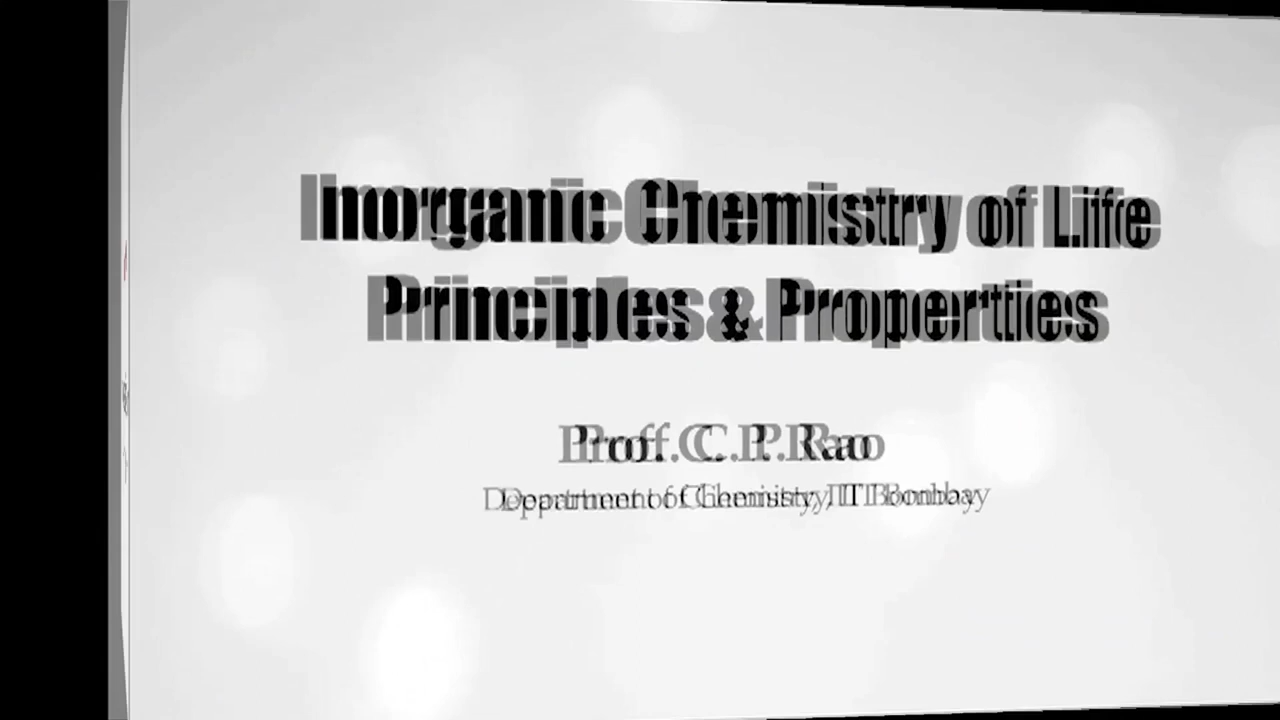 Inorganic Chemistry of Life
Principles & Properties
Prof. C. P. Rao
Department of Chemistry, IIT Bombay